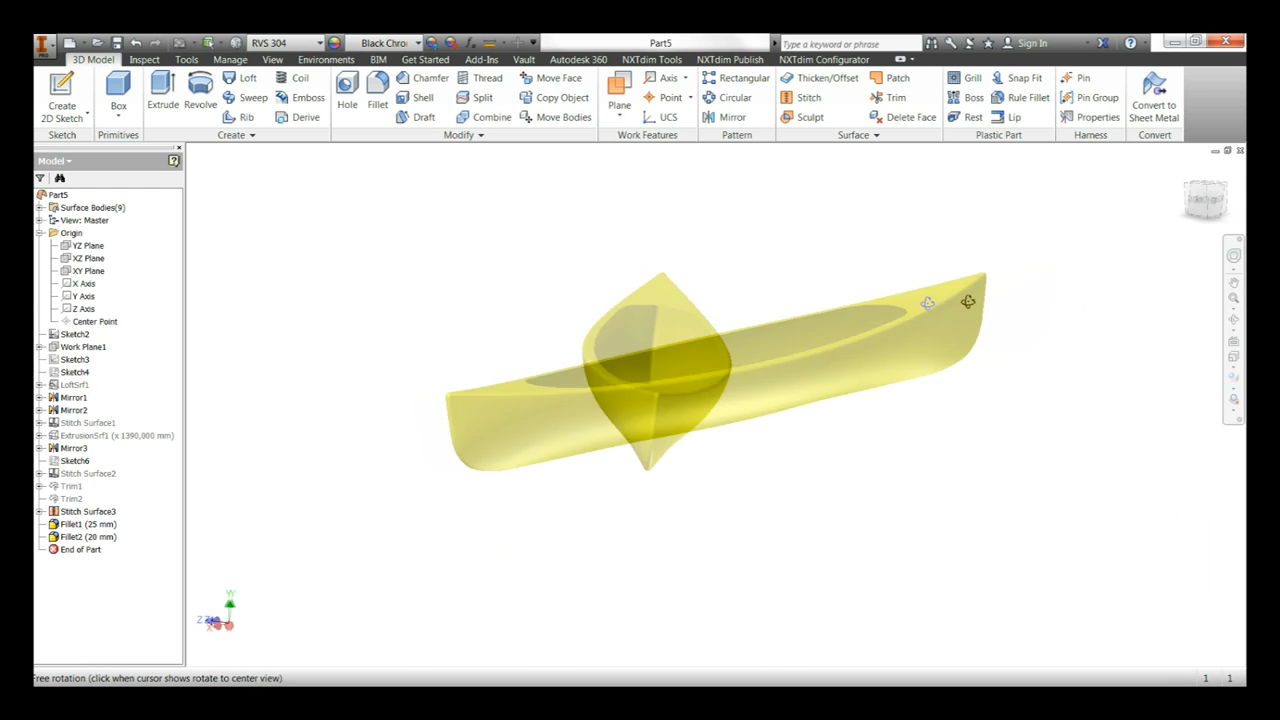 RVS 304 Black Chro Part5 Type a keyword or phrase Sign In
3D Model Inspect Tools Manage Environments BIM Get Started Add-Ins Vault Autodesk 360 NXTdim Tools NXTdim Publish NXTdim Configurator
Loft Coil Chamfer Thread Move Face Axis Rectangular Thicken/Offset Patch Grill Snap Fit Pin
Create 2D Sketch Box Extrude Revolve Sweep Emboss Hole Fillet Shell Split Copy Object Plane Point Circular Stitch Trim Boss Rule Fillet Pin Group Convert to Sheet Metal
Rib Derive Draft Combine Move Bodies UCS Mirror Sculpt Delete Face Rest Lip Properties
Sketch Primitives Create Modify Work Features Pattern Surface Plastic Part Harness Convert
Model
Part5
Surface Bodies(9)
View: Master
Origin
YZ Plane
XZ Plane
XY Plane
X Axis
Y Axis
Z Axis
Center Point
Sketch2
Work Plane1
Sketch3
Sketch4
LoftSrf1
Mirror1
Mirror2
Stitch Surface1
ExtrusionSrf1 (x 1390,000 mm)
Mirror3
Sketch6
Stitch Surface2
Trim1
Trim2
Stitch Surface3
Fillet1 (25 mm)
Fillet2 (20 mm)
End of Part
Free rotation (click when cursor shows rotate to center view) 1 1